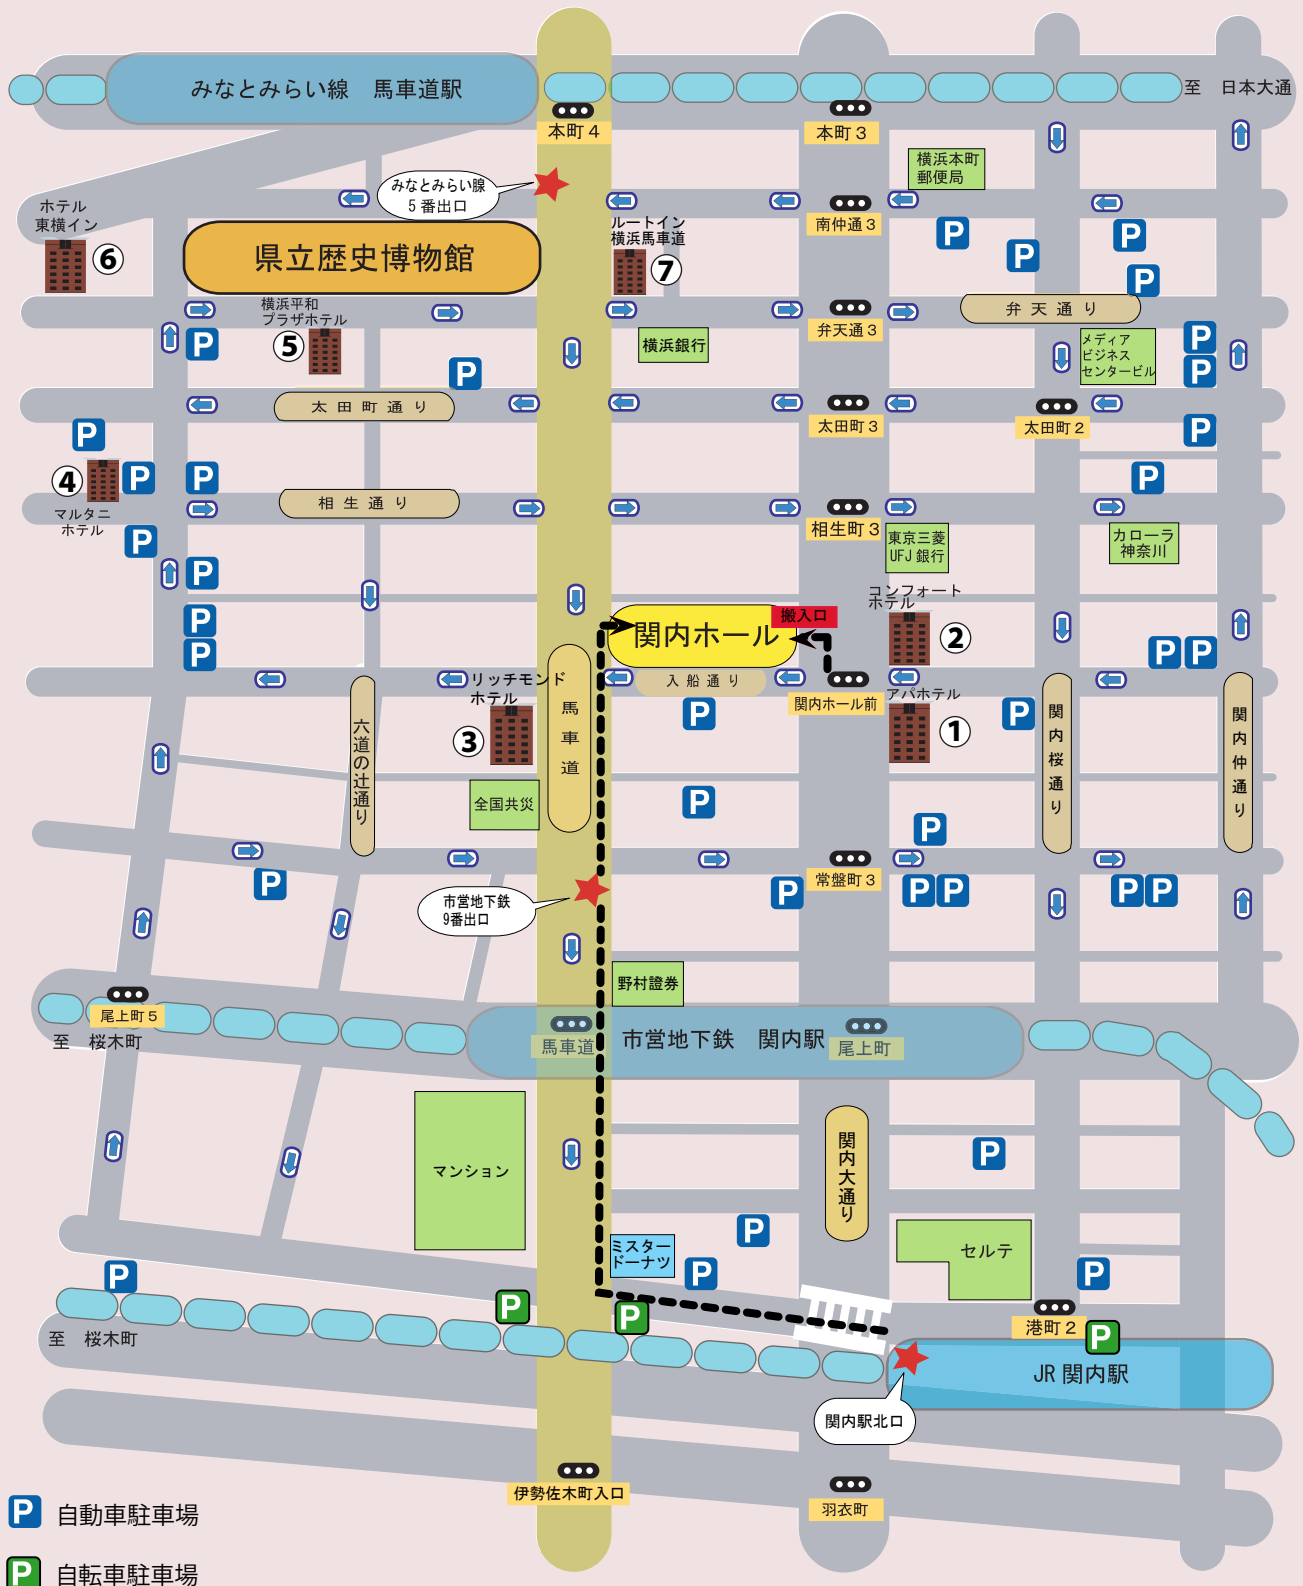 みなとみらい線　馬車道駅
至　日本大通
本町４
本町３
横浜本町
郵便局
みなとみらい線
５番出口
ホテル
東横イン
⑥
県立歴史博物館
ルートイン
横浜馬車道
⑦
南仲通３
P
P
P
P
横浜平和
プラザホテル
⑤
P
P
横浜銀行
弁天通３
弁天通り
メディア
ビジネス
センタービル
P
P
太田町通り
太田町３
太田町２
P
P
④
P
P
マルタニ
ホテル
P
相生通り
相生町３
東京三菱
UFJ 銀行
P
カローラ
神奈川
P
P
P
関内ホール
搬入口
コンフォート
ホテル
②
P
P
リッチモンド
ホテル
③
入船通り
P
関内ホール前
アパホテル
①
P
六道の辻通り
馬車道
関内桜通り
関内仲通り
全国共災
P
P
P
市営地下鉄
9番出口
P
常盤町３
P
P
P
P
野村證券
尾上町５
至　桜木町
馬車道
市営地下鉄　関内駅
尾上町
マンション
関内大通り
P
ミスター
ドーナツ
P
P
セルテ
P
P
P
P
至　桜木町
港町２
P
JR 関内駅
関内駅北口
伊勢佐木町入口
羽衣町
P 自動車駐車場
P 自転車駐車場